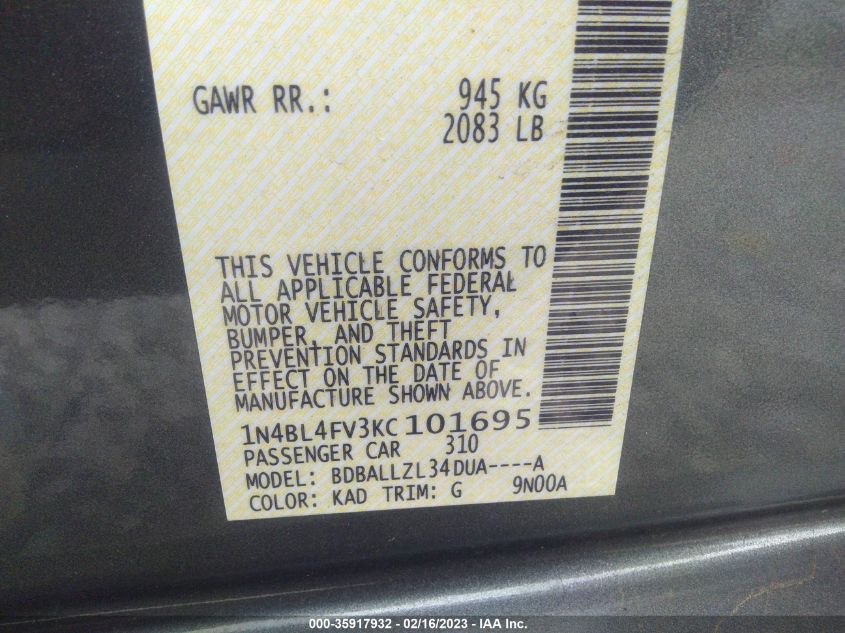 GAWR RR.: 945 KG
2083 LB
THIS VEHICLE CONFORMS TO
ALL APPLICABLE FEDERAL
MOTOR VEHICLE SAFETY,
BUMPER, AND THEFT
PREVENTION STANDARDS IN
EFFECT ON THE DATE OF
MANUFACTURE SHOWN ABOVE.
1N4BL4FV3KC101695
PASSENGER CAR 310
MODEL: BDBALLZL34DUA----A
COLOR: KAD TRIM: G 9N00A
000-35917932 - 02/16/2023 - IAA Inc.